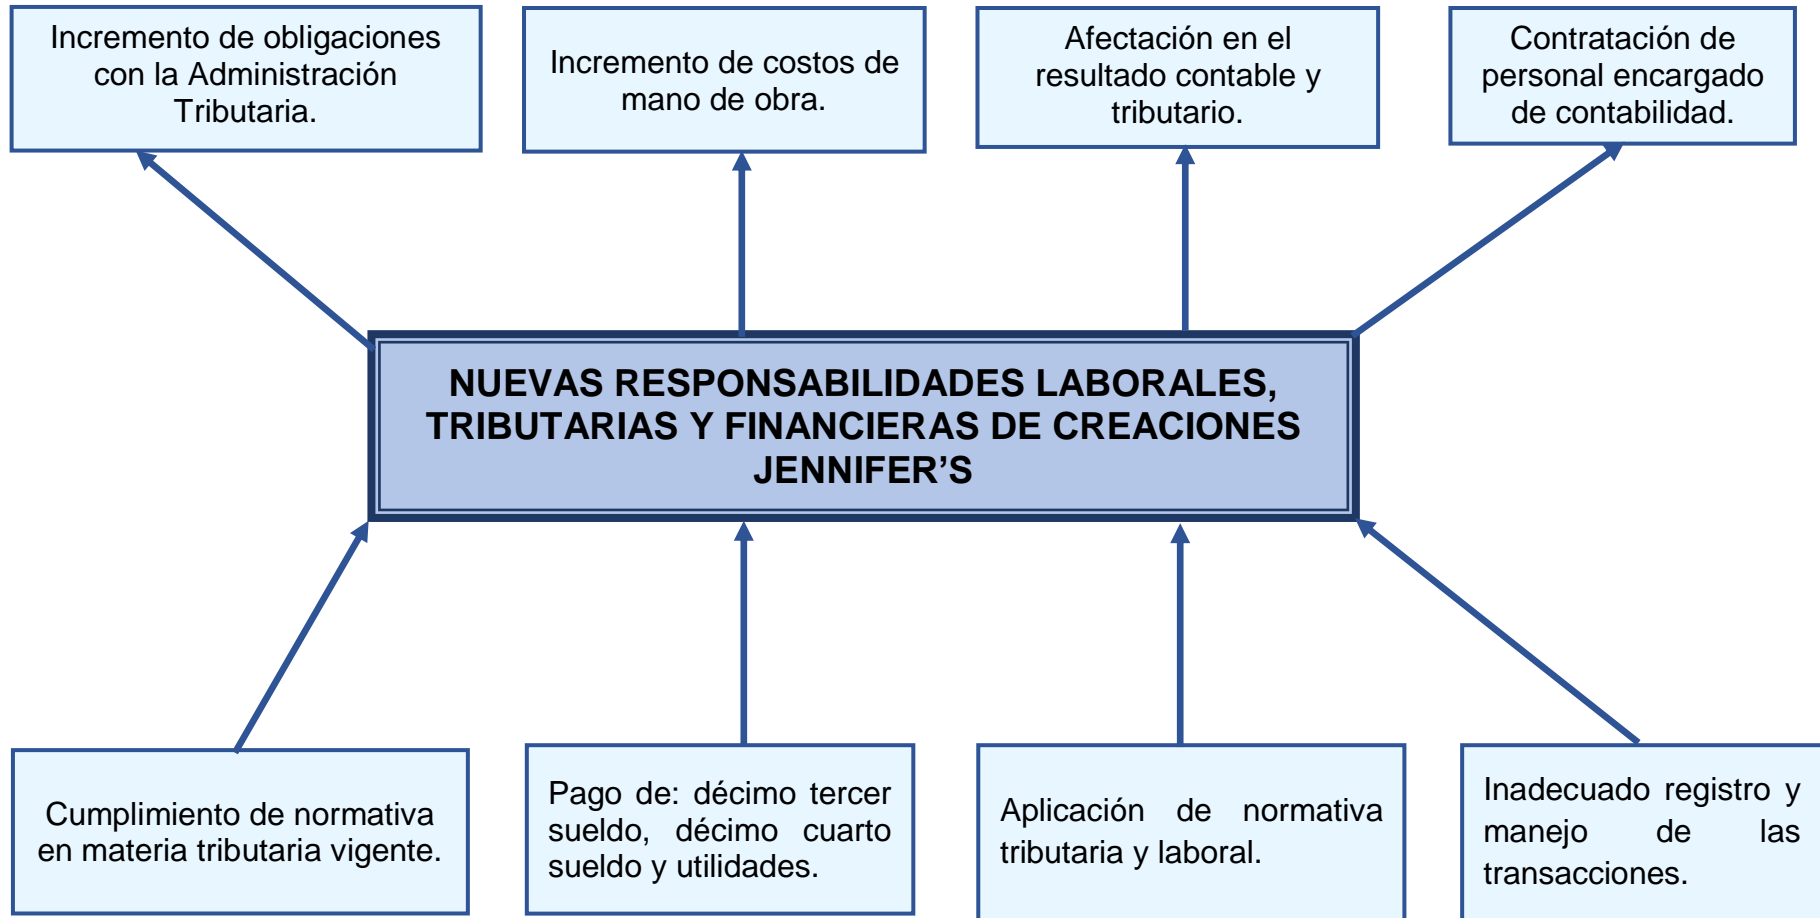 Incremento de obligaciones
con la Administración
Tributaria.
Incremento de costos de
mano de obra.
Afectación en el
resultado contable y
tributario.
Contratación de
personal encargado
de contabilidad.
NUEVAS RESPONSABILIDADES LABORALES,
TRIBUTARIAS Y FINANCIERAS DE CREACIONES
JENNIFER’S
Cumplimiento de normativa
en materia tributaria vigente.
Pago de: décimo tercer
sueldo, décimo cuarto
sueldo y utilidades.
Aplicación de normativa
tributaria y laboral.
Inadecuado registro y
manejo de las
transacciones.